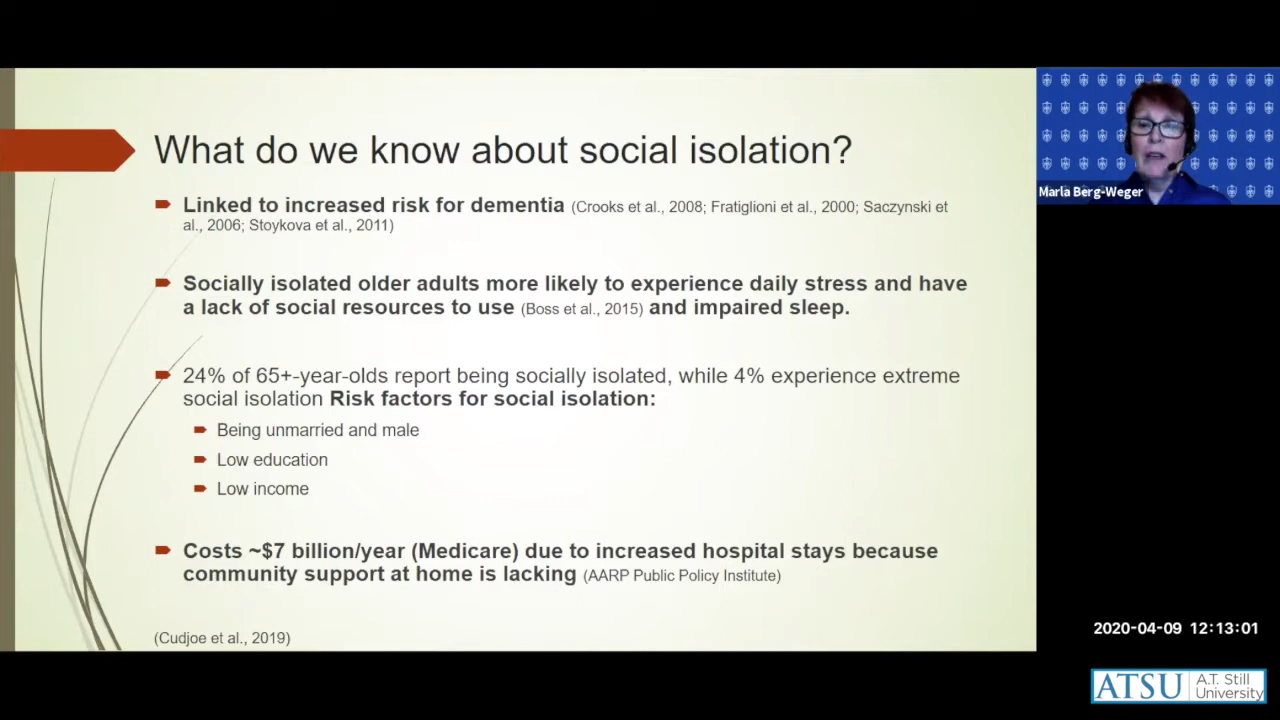 What do we know about social isolation?
Linked to increased risk for dementia (Crooks et al., 2008; Fratiglioni et al., 2000; Saczynski et
al., 2006; Stoykova et al., 2011)
Socially isolated older adults more likely to experience daily stress and have
a lack of social resources to use (Boss et al., 2015) and impaired sleep.
24% of 65+-year-olds report being socially isolated, while 4% experience extreme
social isolation Risk factors for social isolation:
Being unmarried and male
Low education
Low income
Costs ~$7 billion/year (Medicare) due to increased hospital stays because
community support at home is lacking (AARP Public Policy Institute)
(Cudjoe et al., 2019)
Marla Berg-Weger
2020-04-09 12:13:01
ATSU A.T. Still
University